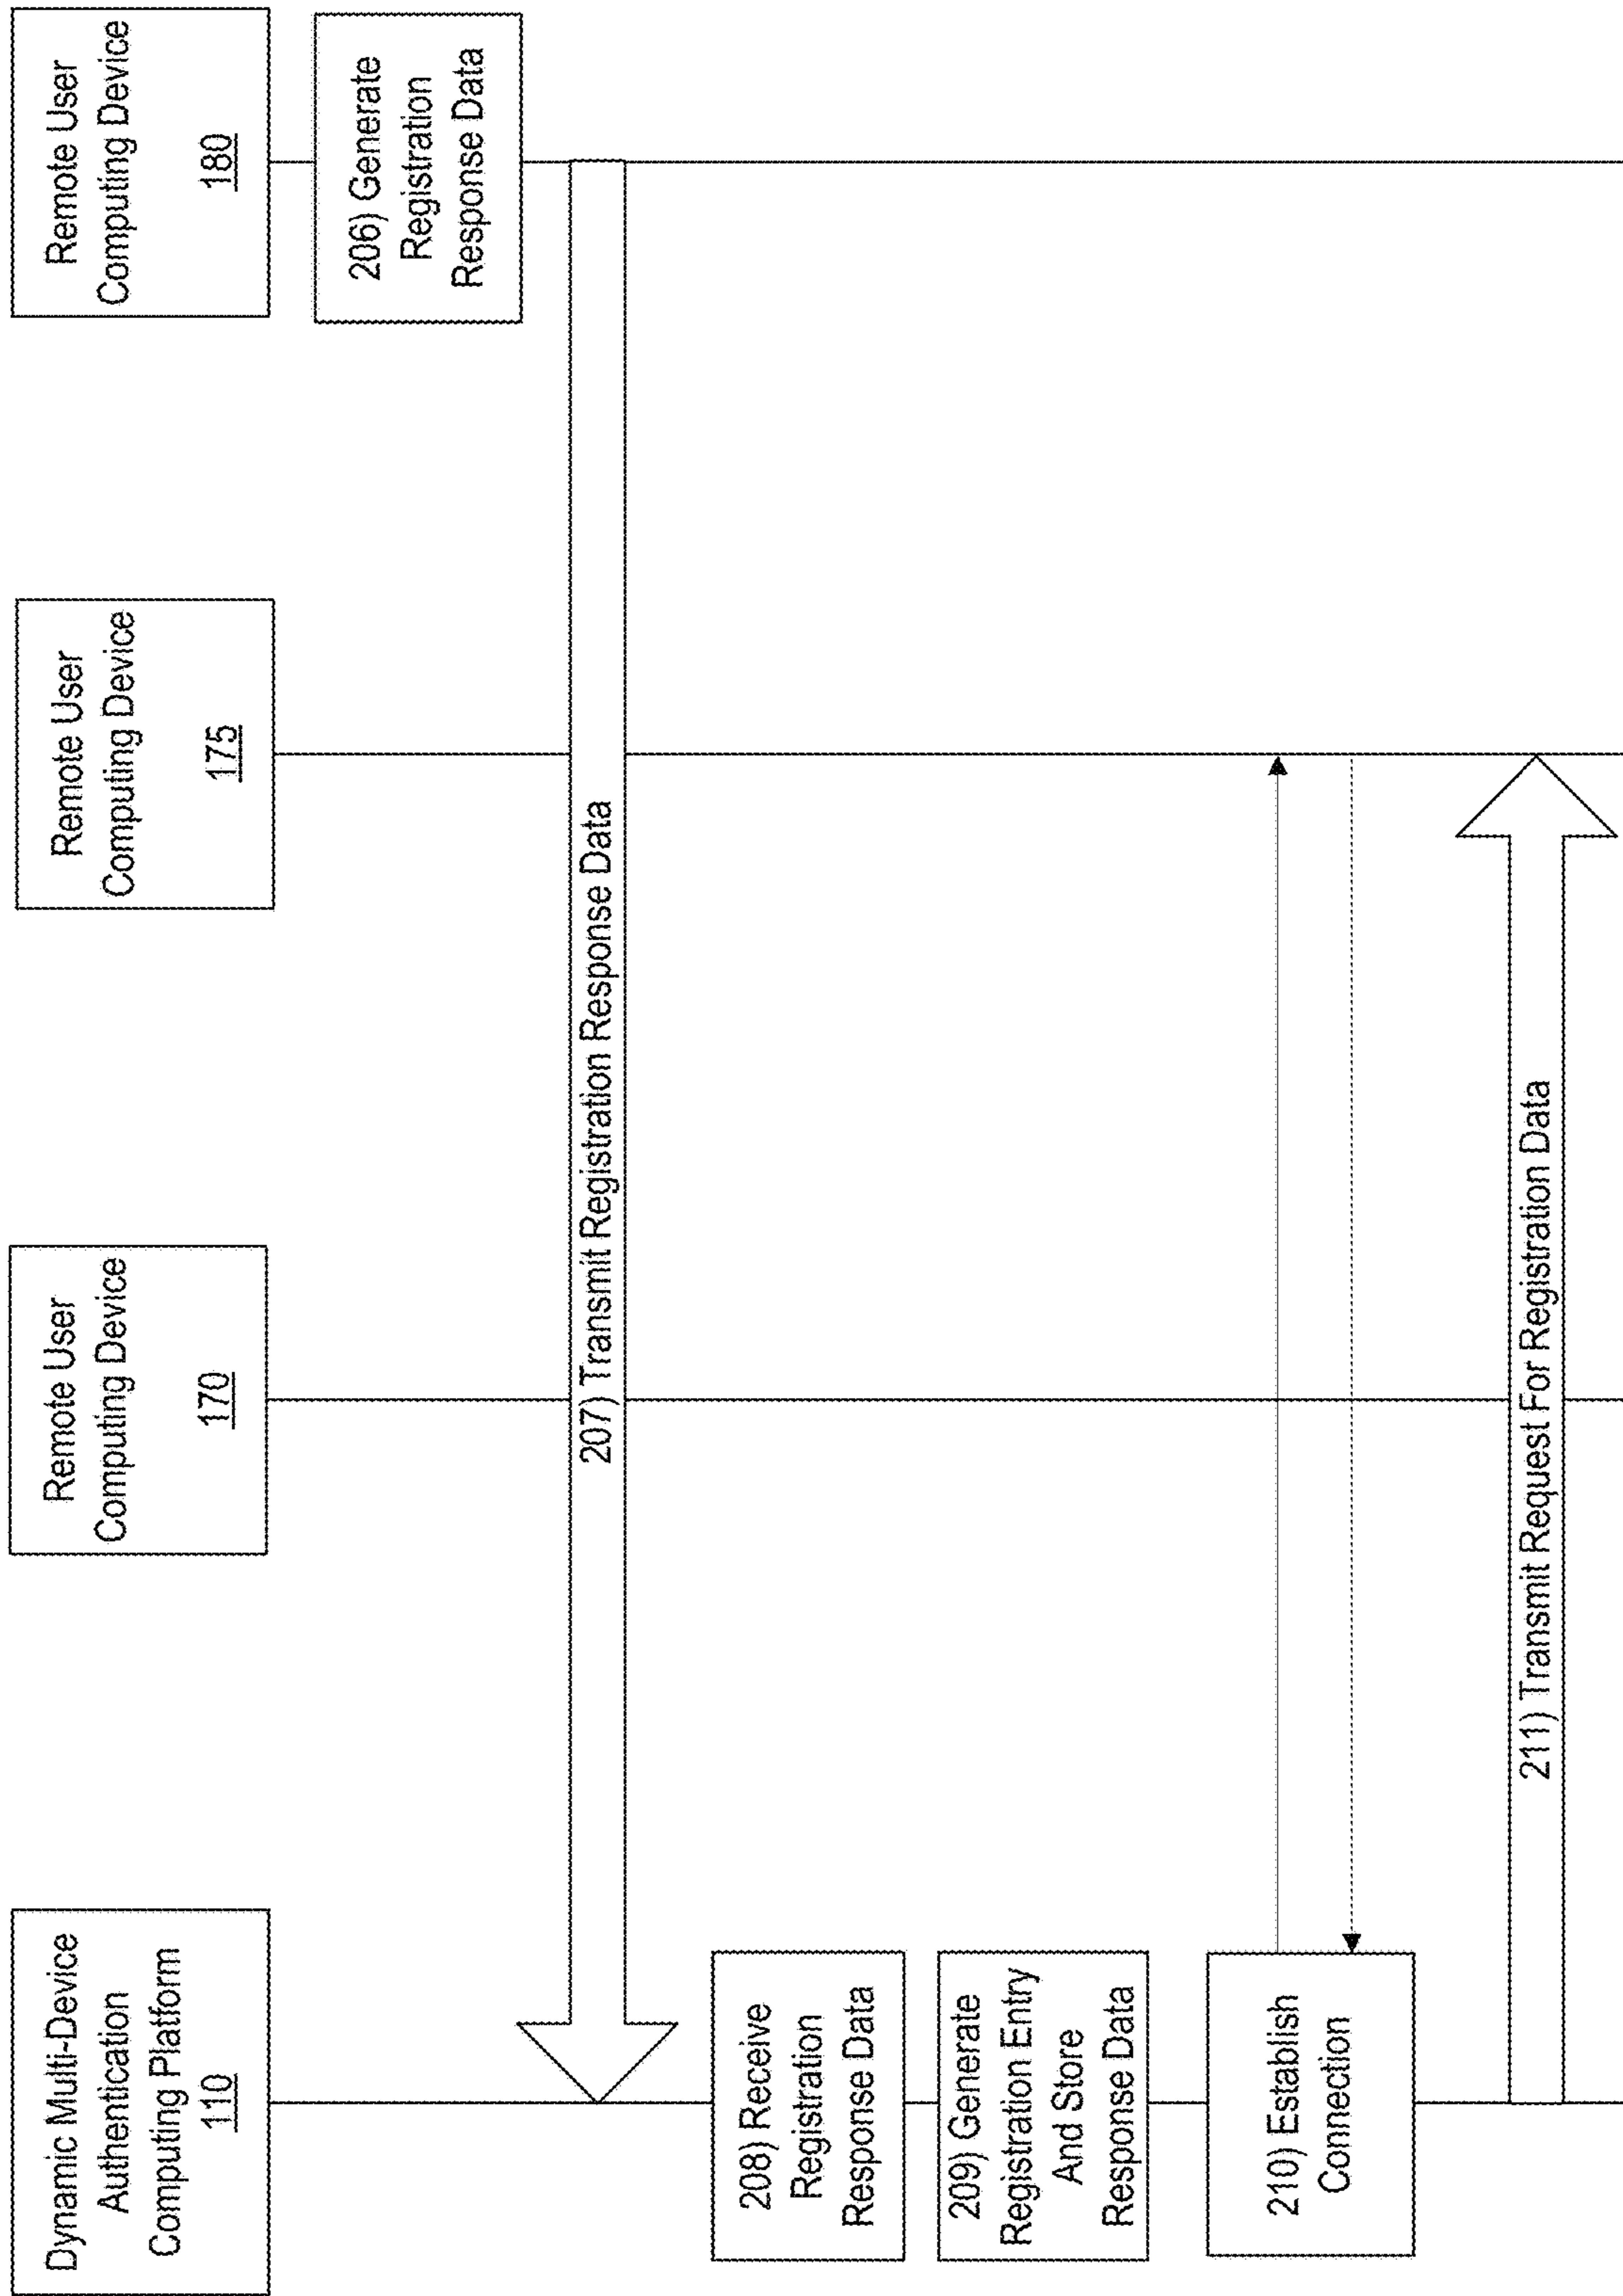 Dynamic Multi-Device
Authentication
Computing Platform
110
Remote User
Computing Device
170
Remote User
Computing Device
175
Remote User
Computing Device
180
206) Generate
Registration
Response Data
207) Transmit Registration Response Data
208) Receive
Registration
Response Data
209) Generate
Registration Entry
And Store
Response Data
210) Establish
Connection
211) Transmit Request For Registration Data